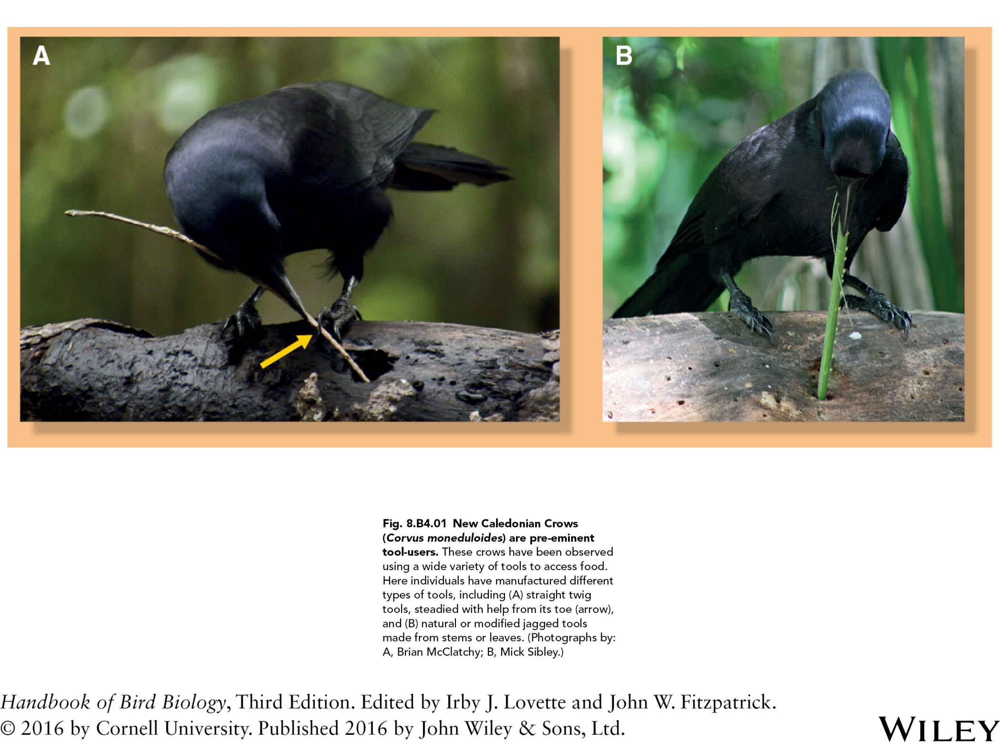 A
B
Fig. 8.B4.01 New Caledonian Crows
(Corvus moneduloides) are pre-eminent
tool-users. These crows have been observed
using a wide variety of tools to access food.
Here individuals have manufactured different
types of tools, including (A) straight twig
tools, steadied with help from its toe (arrow),
and (B) natural or modified jagged tools
made from stems or leaves. (Photographs by:
A, Brian McClatchy; B, Mick Sibley.)
Handbook of Bird Biology, Third Edition. Edited by Irby J. Lovette and John W. Fitzpatrick.
© 2016 by Cornell University. Published 2016 by John Wiley & Sons, Ltd.
WILEY